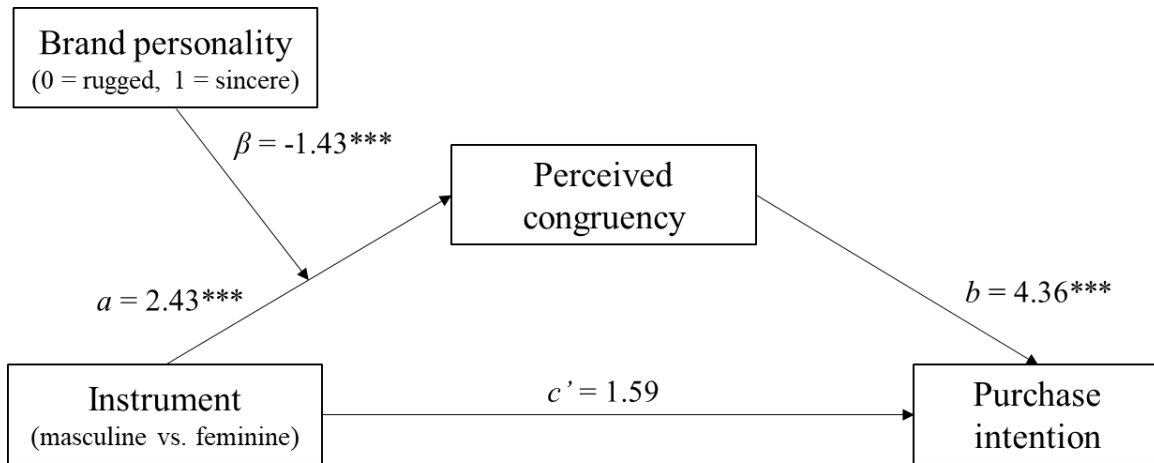 Brand personality
(0 = rugged, 1 = sincere)
β = -1.43***
Perceived
congruency
a = 2.43***
b = 4.36***
Instrument
(masculine vs. feminine)
c’ = 1.59
Purchase
intention